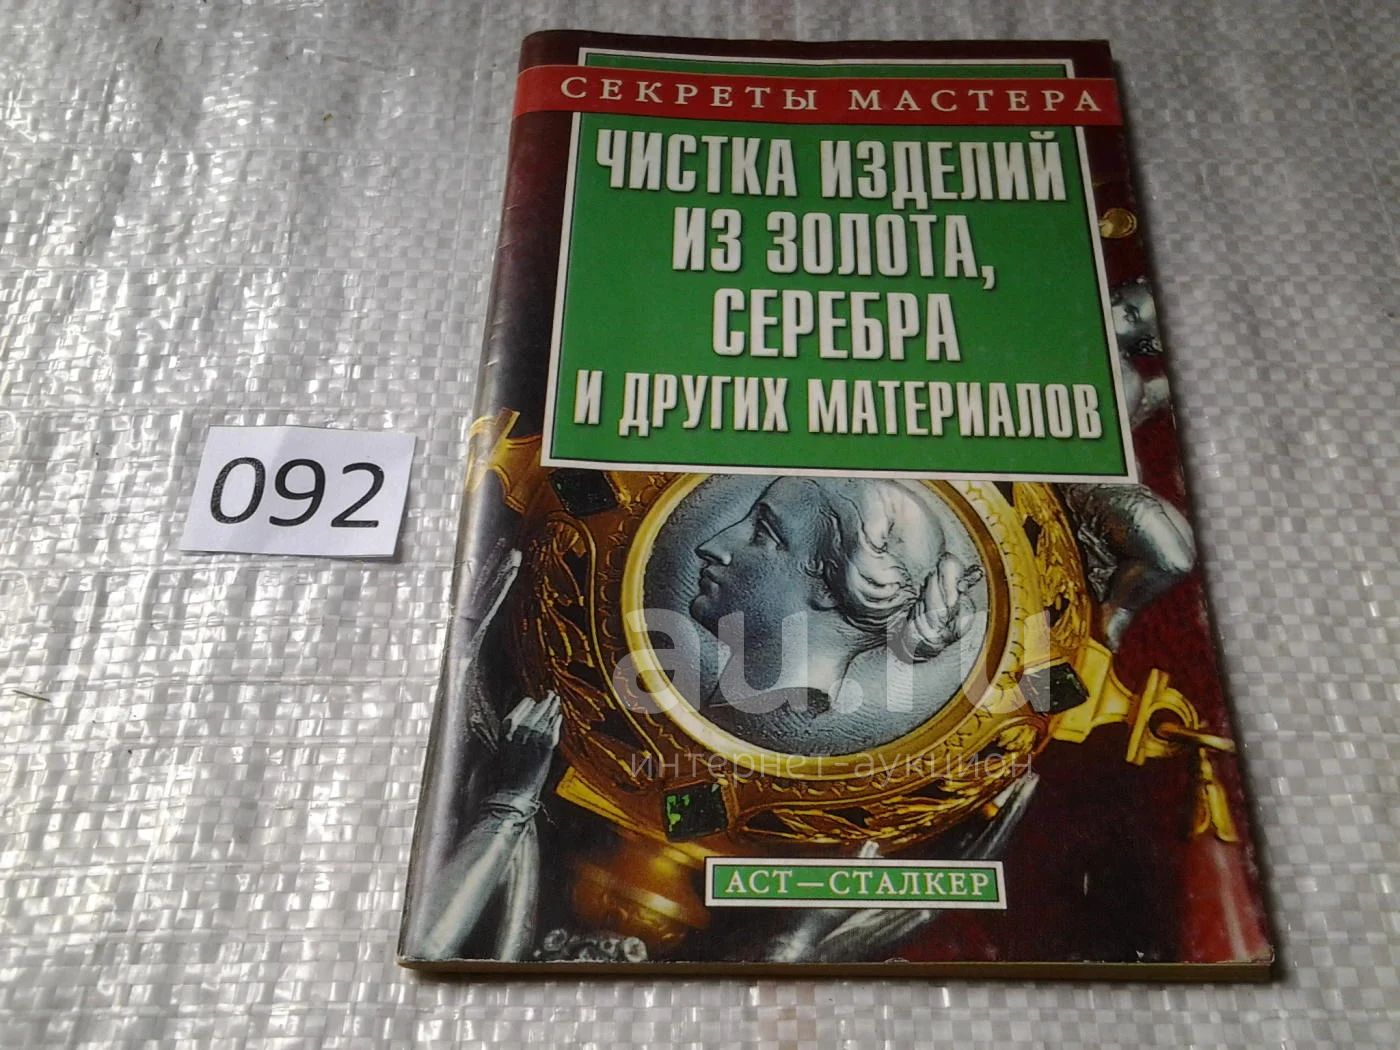 СЕКРЕТЫ МАСТЕРА
ЧИСТКА ИЗДЕЛИЙ
ИЗ ЗОЛОТА,
СЕРЕБРА
И ДРУГИХ МАТЕРИАЛОВ
092
au.ru
интернет-аукцион
АСТ—СТАЛКЕР